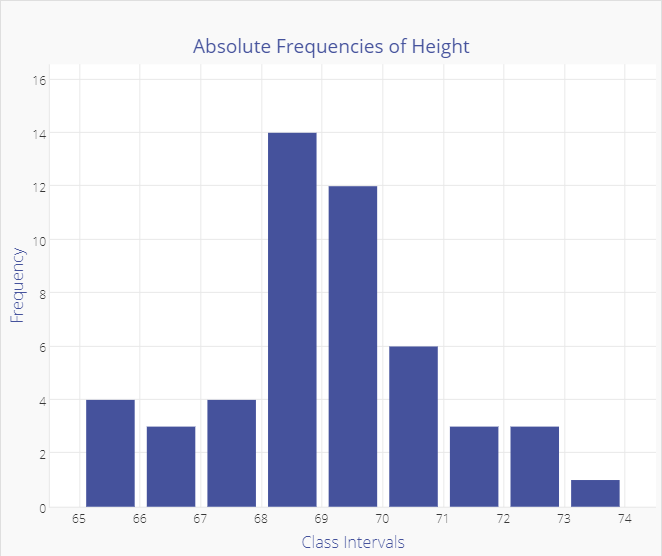 Absolute Frequencies of Height
16
14
12
10
8
6
4
2
0
Frequency
65 66 67 68 69 70 71 72 73 74
Class Intervals